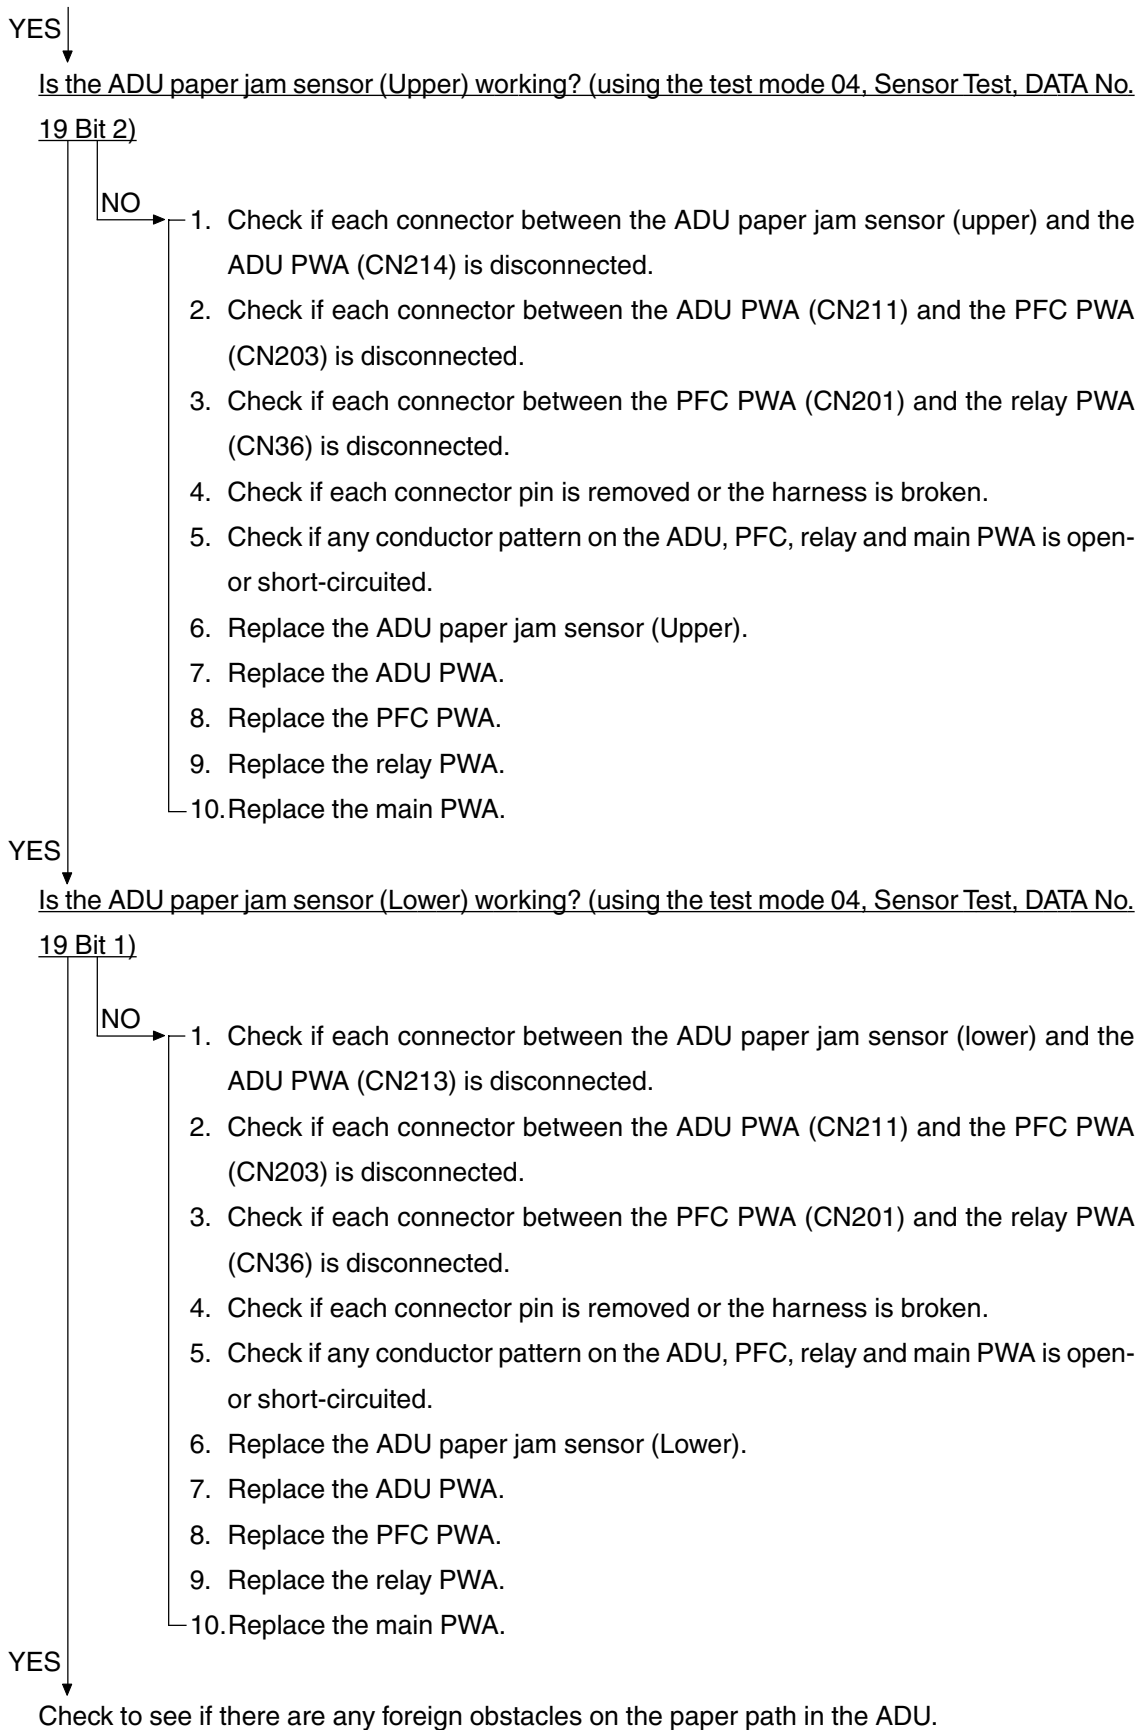 YES
Is the ADU paper jam sensor (Upper) working? (using the test mode 04, Sensor Test, DATA No.
19 Bit 2)
NO
1. Check if each connector between the ADU paper jam sensor (upper) and the
ADU PWA (CN214) is disconnected.
2. Check if each connector between the ADU PWA (CN211) and the PFC PWA
(CN203) is disconnected.
3. Check if each connector between the PFC PWA (CN201) and the relay PWA
(CN36) is disconnected.
4. Check if each connector pin is removed or the harness is broken.
5. Check if any conductor pattern on the ADU, PFC, relay and main PWA is open-
or short-circuited.
6. Replace the ADU paper jam sensor (Upper).
7. Replace the ADU PWA.
8. Replace the PFC PWA.
9. Replace the relay PWA.
10.Replace the main PWA.
YES
Is the ADU paper jam sensor (Lower) working? (using the test mode 04, Sensor Test, DATA No.
19 Bit 1)
NO
1. Check if each connector between the ADU paper jam sensor (lower) and the
ADU PWA (CN213) is disconnected.
2. Check if each connector between the ADU PWA (CN211) and the PFC PWA
(CN203) is disconnected.
3. Check if each connector between the PFC PWA (CN201) and the relay PWA
(CN36) is disconnected.
4. Check if each connector pin is removed or the harness is broken.
5. Check if any conductor pattern on the ADU, PFC, relay and main PWA is open-
or short-circuited.
6. Replace the ADU paper jam sensor (Lower).
7. Replace the ADU PWA.
8. Replace the PFC PWA.
9. Replace the relay PWA.
10.Replace the main PWA.
YES
Check to see if there are any foreign obstacles on the paper path in the ADU.